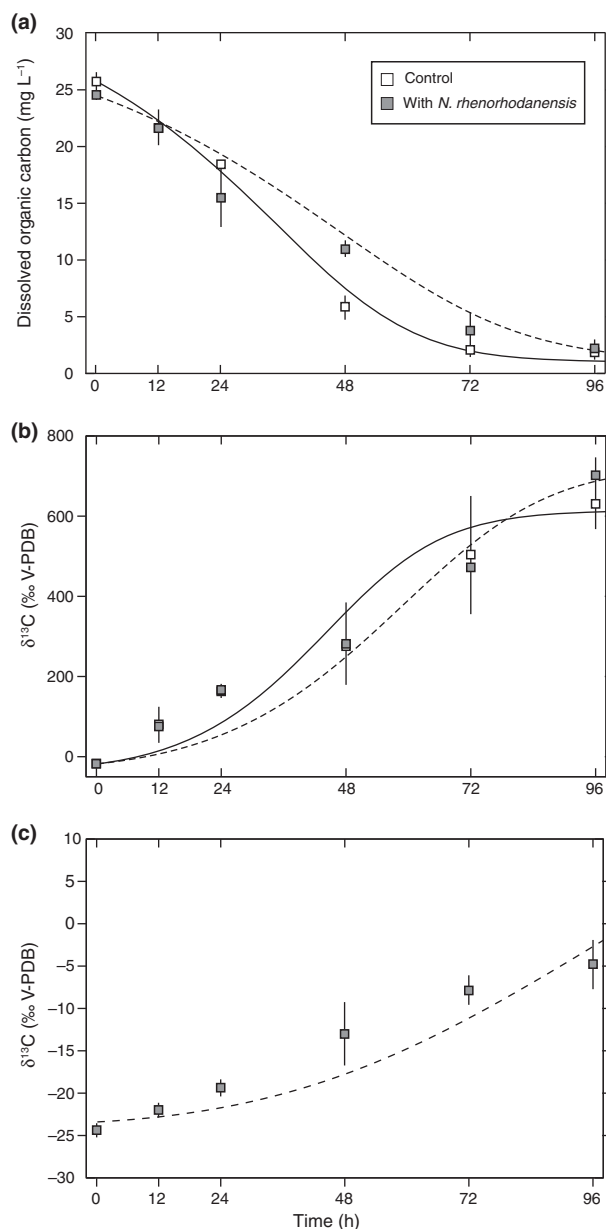 (a)
30
25
20
15
10
5
0
Dissolved organic carbon (mg L⁻¹)
Control
With N. rhenorhodanensis
0 12 24 48 72 96
(b)
800
600
400
200
0
δ¹³C (‰ V-PDB)
0 12 24 48 72 96
(c)
10
5
0
–5
–10
–15
–20
–25
–30
δ¹³C (‰ V-PDB)
0 12 24 48 72 96
Time (h)